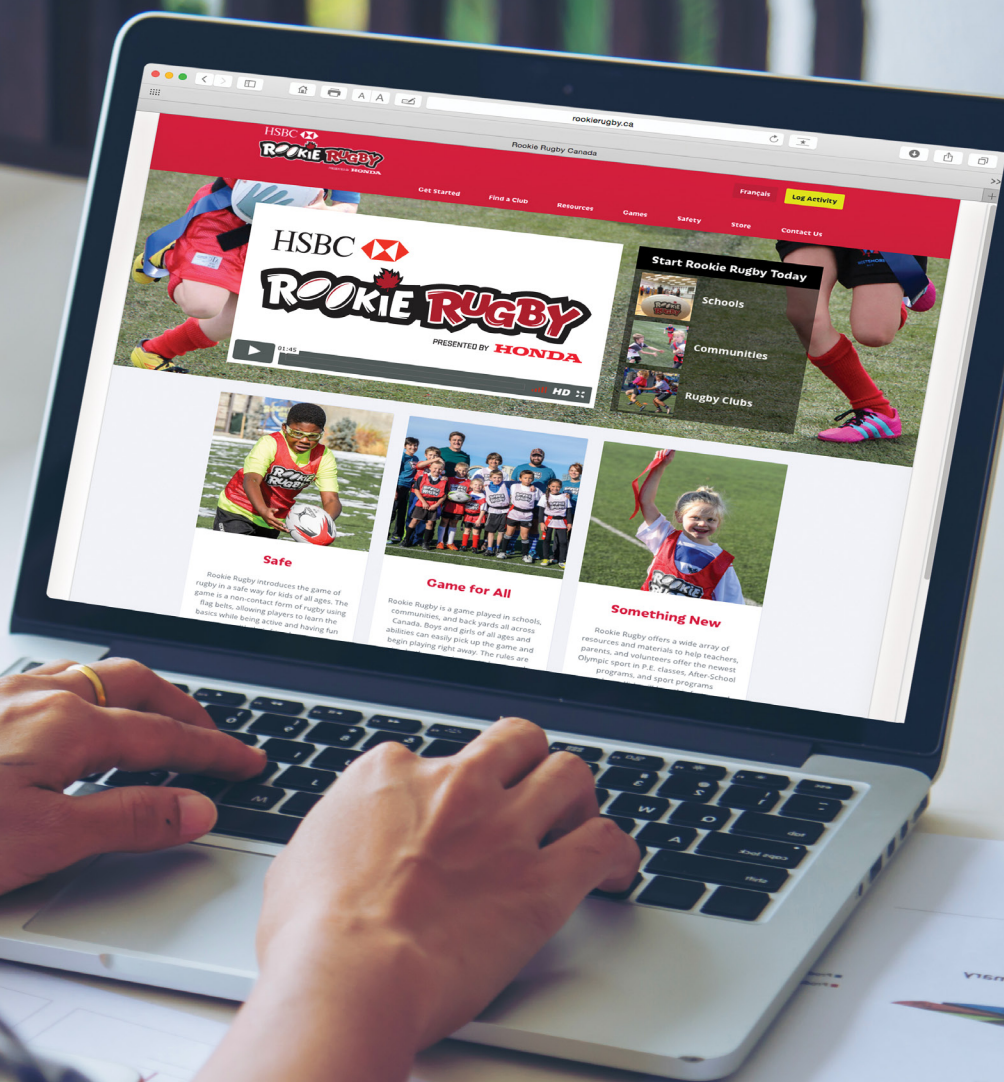 rookierugby.ca
Rookie Rugby Canada
HSBC
ROOKIE RUGBY
PRESENTED BY HONDA
Français
Log Activity
Get Started
Find a Club
Resources
Games
Safety
Store
Contact Us
HSBC
ROOKIE RUGBY
PRESENTED BY HONDA
01:45
HD
Start Rookie Rugby Today
Schools
Communities
Rugby Clubs
Safe
Rookie Rugby introduces the game of
rugby in a safe way for kids of all ages. The
game is a non-contact form of rugby using
flag belts, allowing players to learn the
basics while being active and having fun
Game for All
Rookie Rugby is a game played in schools,
communities, and back yards all across
Canada. Boys and girls of all ages and
abilities can easily pick up the game and
begin playing right away. The rules are
Something New
Rookie Rugby offers a wide array of
resources and materials to help teachers,
parents, and volunteers offer the newest
Olympic sport in P.E. classes, After-School
programs, and sport programs